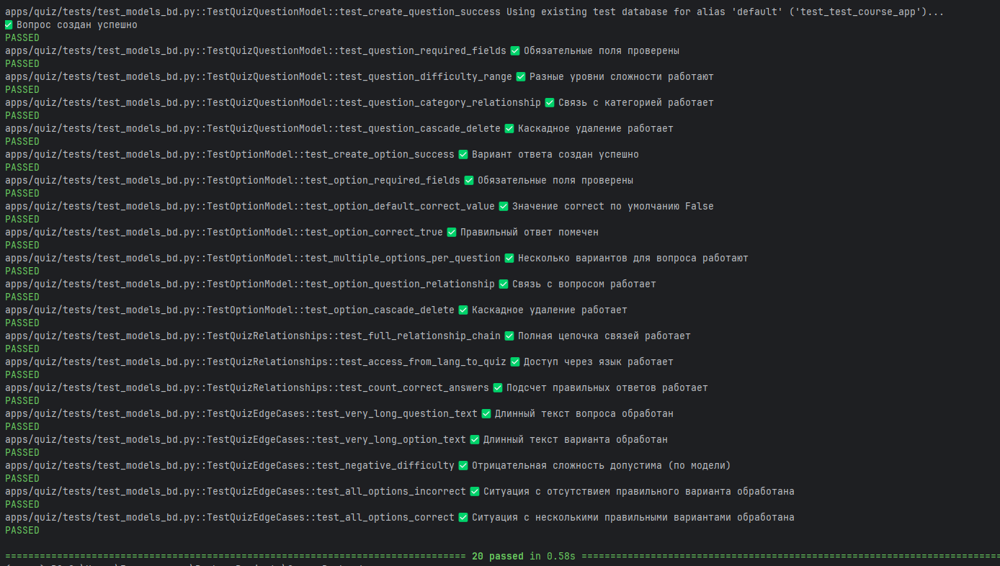 apps/quiz/tests/test_models_bd.py::TestQuizQuestionModel::test_create_question_success Using existing test database for alias 'default' ('test_test_course_app')...
✅ Вопрос создан успешно
PASSED
apps/quiz/tests/test_models_bd.py::TestQuizQuestionModel::test_question_required_fields ✅ Обязательные поля проверены
PASSED
apps/quiz/tests/test_models_bd.py::TestQuizQuestionModel::test_question_difficulty_range ✅ Разные уровни сложности работают
PASSED
apps/quiz/tests/test_models_bd.py::TestQuizQuestionModel::test_question_category_relationship ✅ Связь с категорией работает
PASSED
apps/quiz/tests/test_models_bd.py::TestQuizQuestionModel::test_question_cascade_delete ✅ Каскадное удаление работает
PASSED
apps/quiz/tests/test_models_bd.py::TestOptionModel::test_create_option_success ✅ Вариант ответа создан успешно
PASSED
apps/quiz/tests/test_models_bd.py::TestOptionModel::test_option_required_fields ✅ Обязательные поля проверены
PASSED
apps/quiz/tests/test_models_bd.py::TestOptionModel::test_option_default_correct_value ✅ Значение correct по умолчанию False
PASSED
apps/quiz/tests/test_models_bd.py::TestOptionModel::test_option_correct_true ✅ Правильный ответ помечен
PASSED
apps/quiz/tests/test_models_bd.py::TestOptionModel::test_multiple_options_per_question ✅ Несколько вариантов для вопроса работают
PASSED
apps/quiz/tests/test_models_bd.py::TestOptionModel::test_option_question_relationship ✅ Связь с вопросом работает
PASSED
apps/quiz/tests/test_models_bd.py::TestOptionModel::test_option_cascade_delete ✅ Каскадное удаление работает
PASSED
apps/quiz/tests/test_models_bd.py::TestQuizRelationships::test_full_relationship_chain ✅ Полная цепочка связей работает
PASSED
apps/quiz/tests/test_models_bd.py::TestQuizRelationships::test_access_from_lang_to_quiz ✅ Доступ через язык работает
PASSED
apps/quiz/tests/test_models_bd.py::TestQuizRelationships::test_count_correct_answers ✅ Подсчет правильных ответов работает
PASSED
apps/quiz/tests/test_models_bd.py::TestQuizEdgeCases::test_very_long_question_text ✅ Длинный текст вопроса обработан
PASSED
apps/quiz/tests/test_models_bd.py::TestQuizEdgeCases::test_very_long_option_text ✅ Длинный текст варианта обработан
PASSED
apps/quiz/tests/test_models_bd.py::TestQuizEdgeCases::test_negative_difficulty ✅ Отрицательная сложность допустима (по модели)
PASSED
apps/quiz/tests/test_models_bd.py::TestQuizEdgeCases::test_all_options_incorrect ✅ Ситуация с отсутствием правильного варианта обработана
PASSED
apps/quiz/tests/test_models_bd.py::TestQuizEdgeCases::test_all_options_correct ✅ Ситуация с несколькими правильными вариантами обработана
PASSED
================================================================================ 20 passed in 0.58s =========================================================================